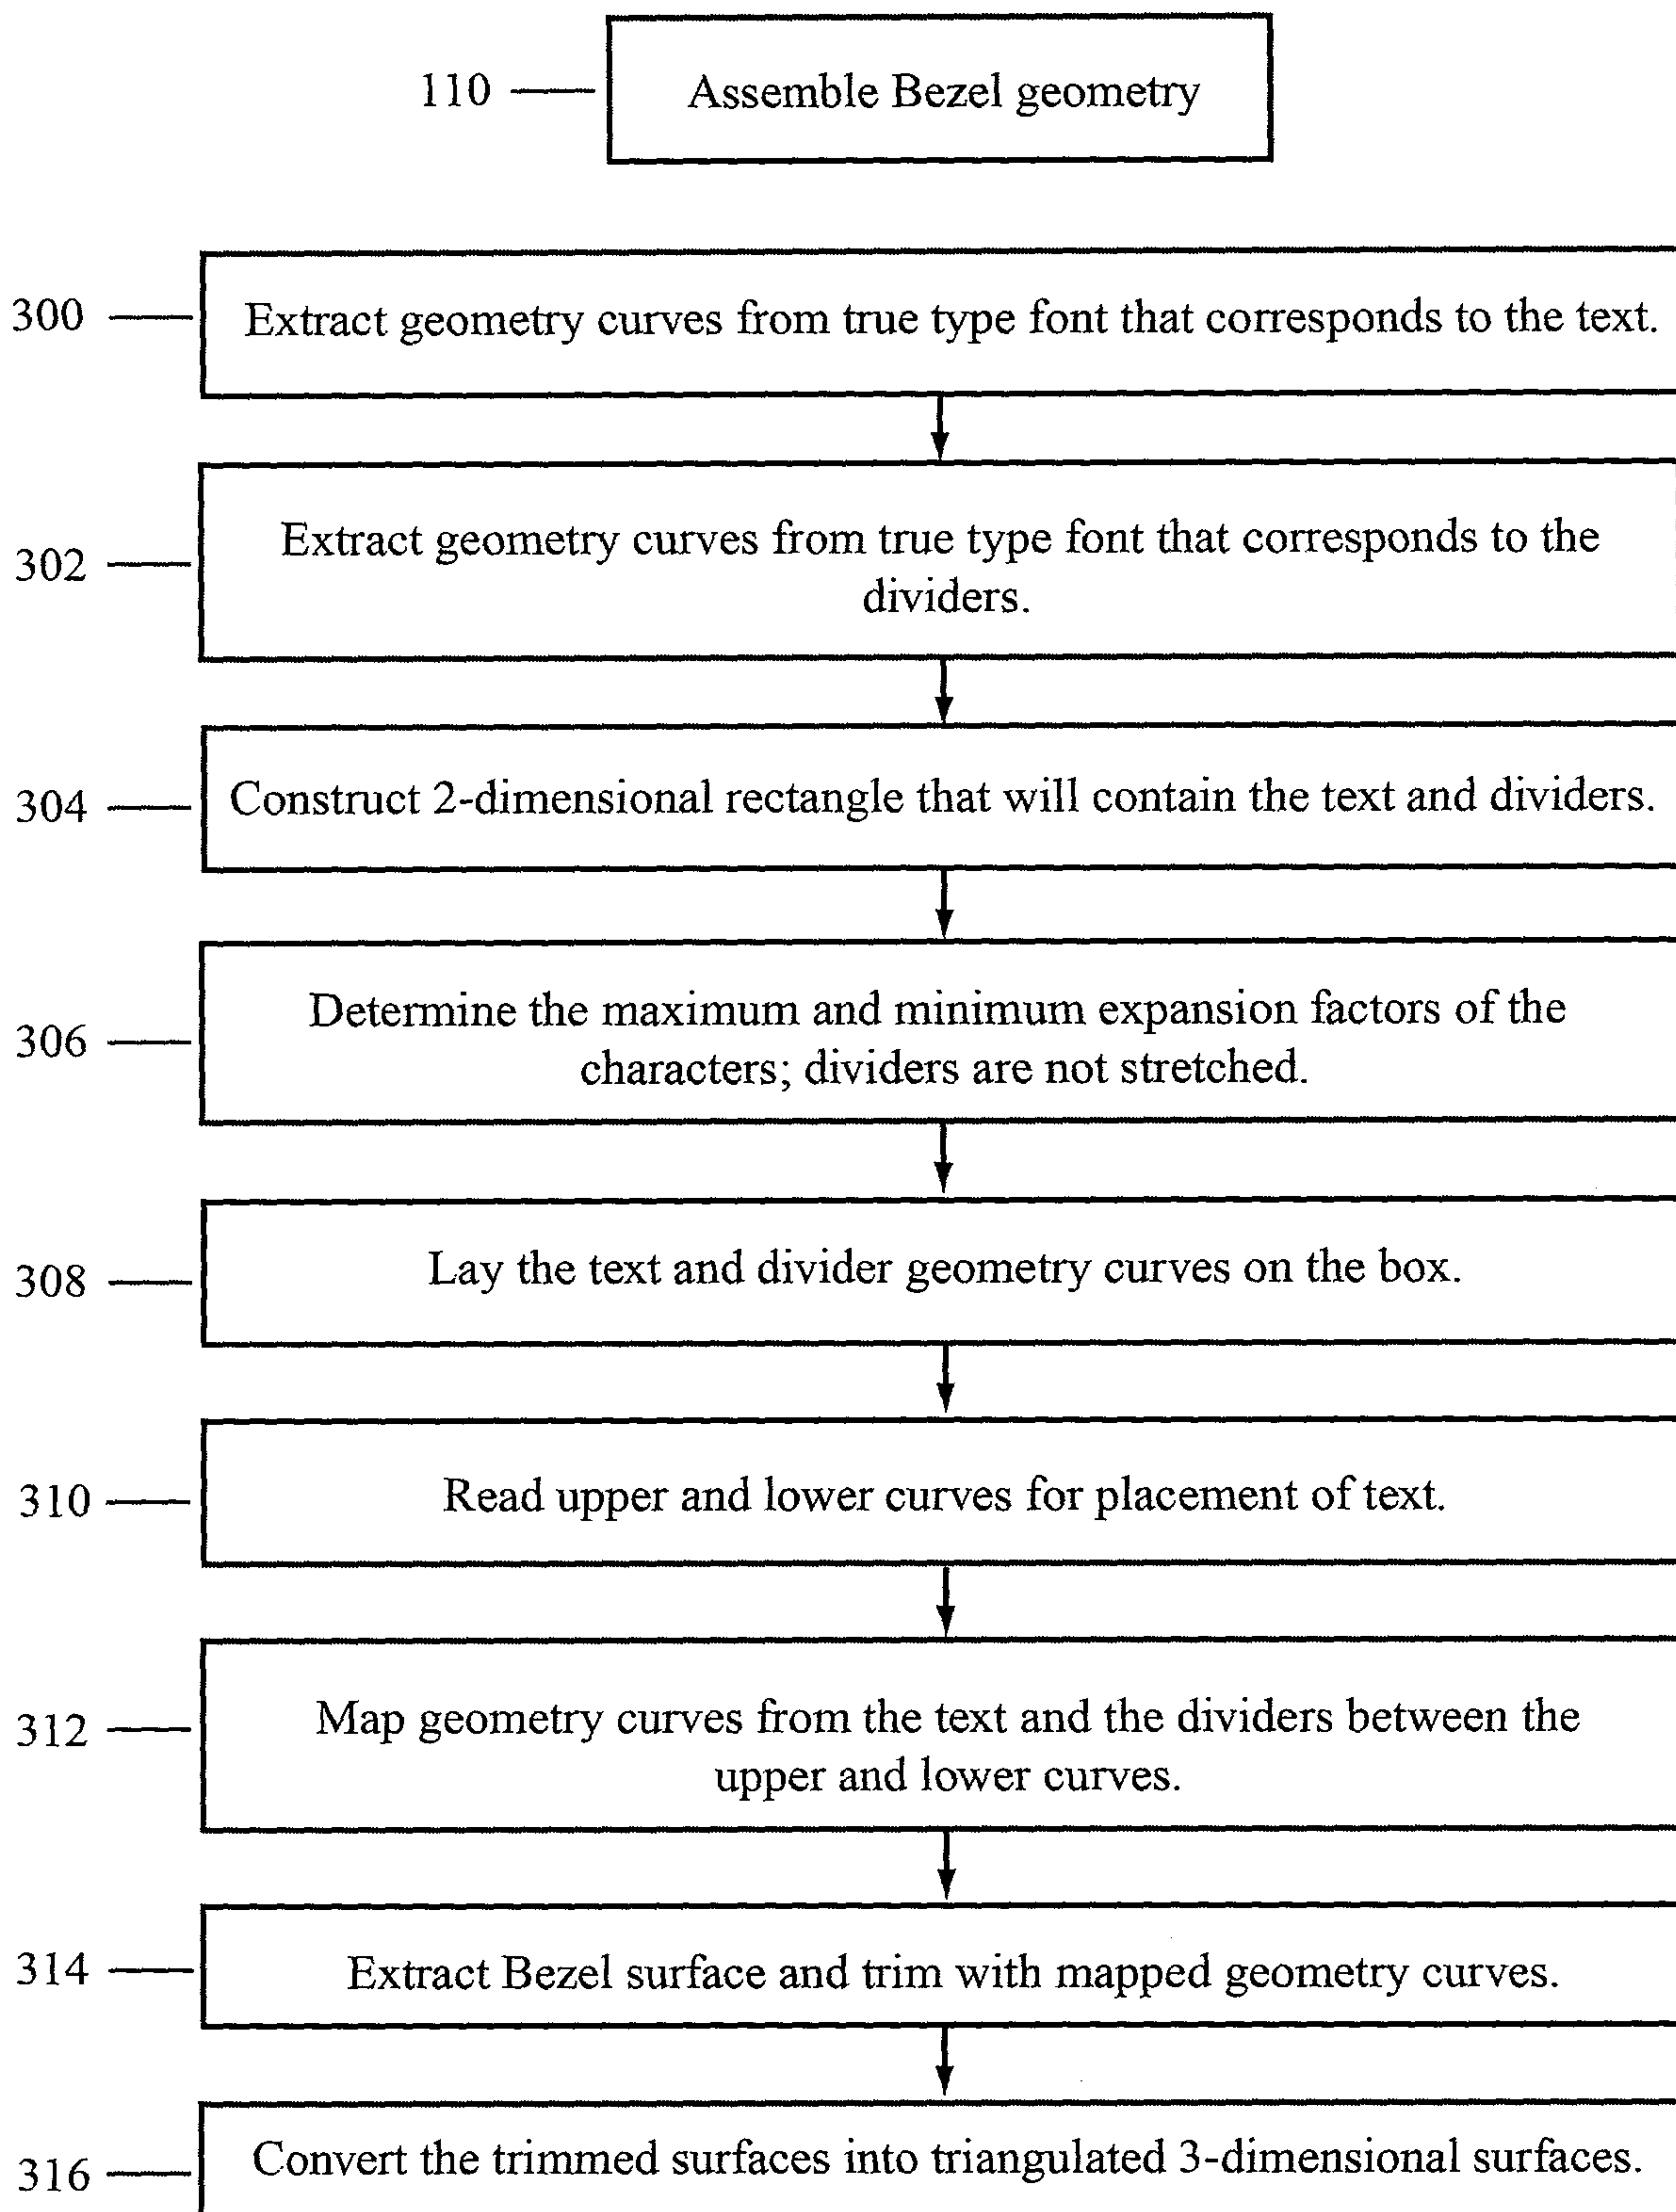 110 Assemble Bezel geometry
300 Extract geometry curves from true type font that corresponds to the text.
302 Extract geometry curves from true type font that corresponds to the
dividers.
304 Construct 2-dimensional rectangle that will contain the text and dividers.
306 Determine the maximum and minimum expansion factors of the
characters; dividers are not stretched.
308 Lay the text and divider geometry curves on the box.
310 Read upper and lower curves for placement of text.
312 Map geometry curves from the text and the dividers between the
upper and lower curves.
314 Extract Bezel surface and trim with mapped geometry curves.
316 Convert the trimmed surfaces into triangulated 3-dimensional surfaces.